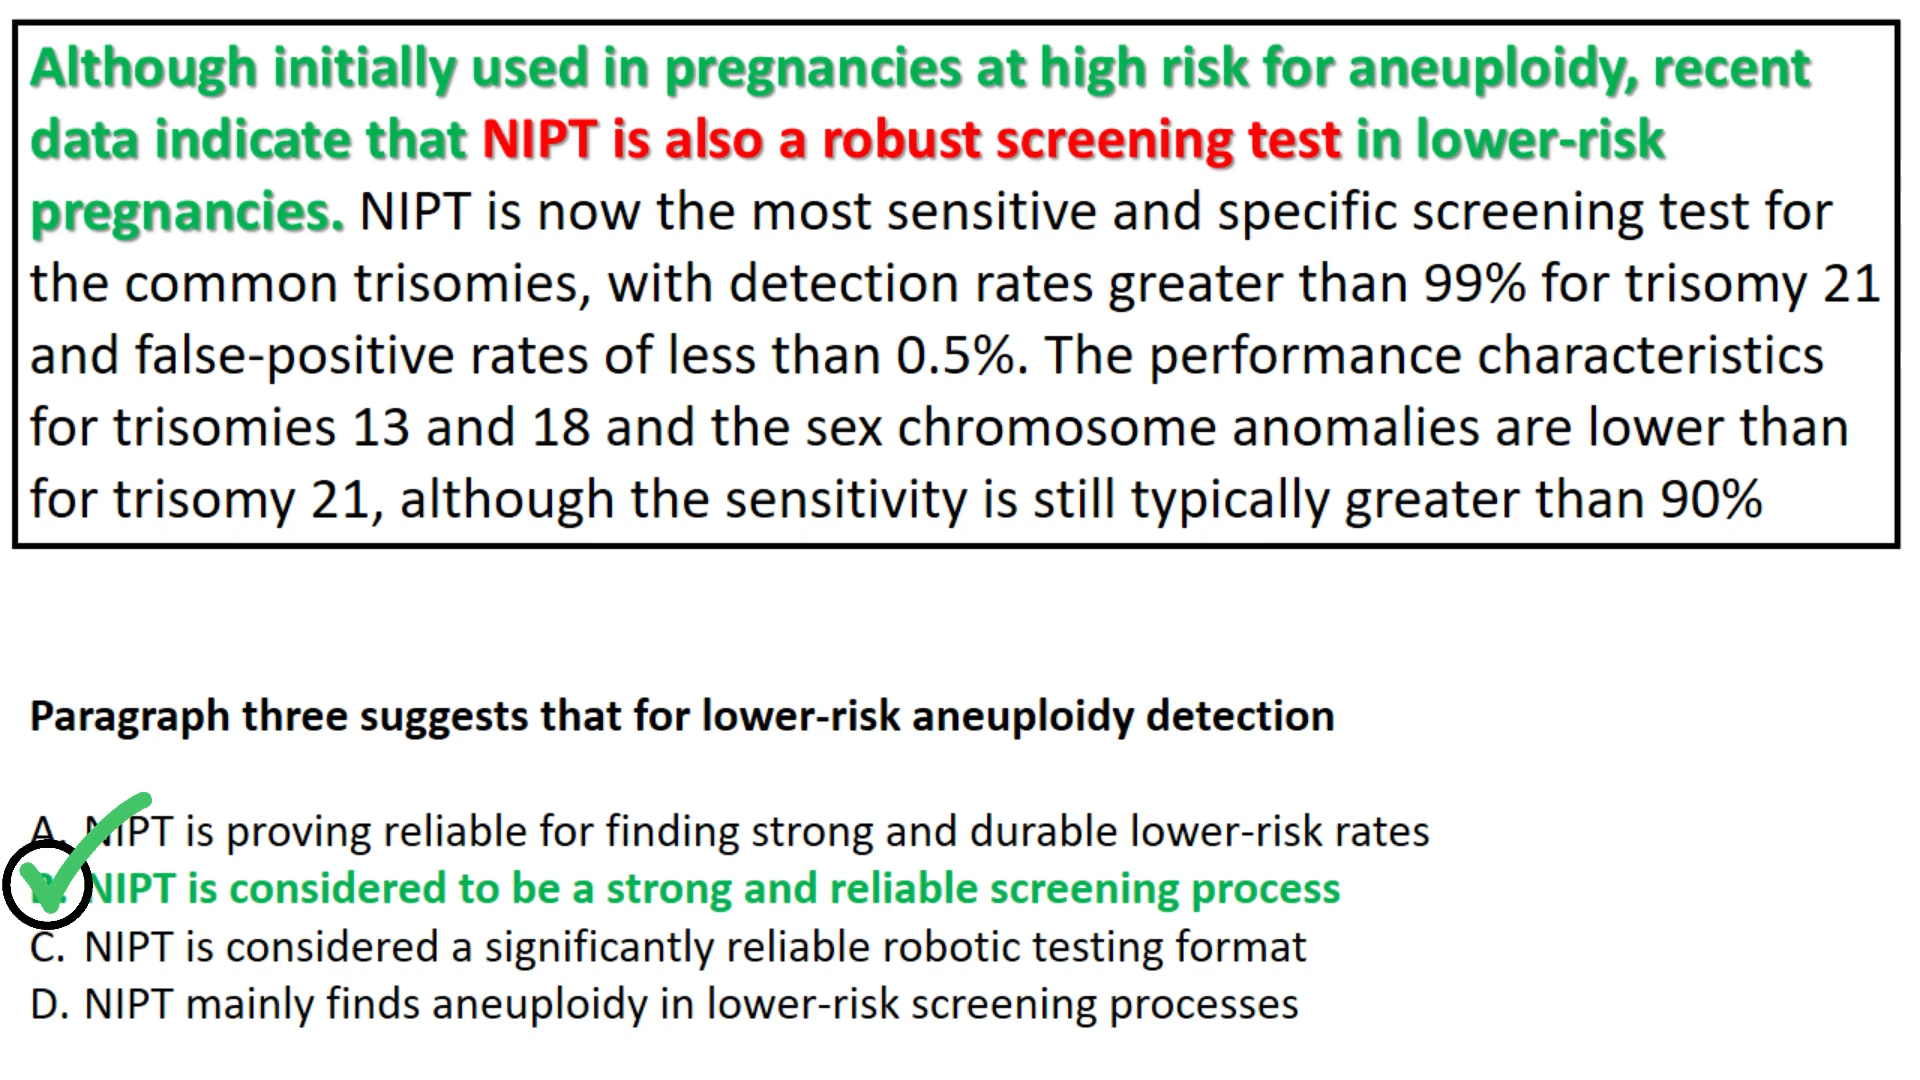 Although initially used in pregnancies at high risk for aneuploidy, recent
data indicate that NIPT is also a robust screening test in lower-risk
pregnancies. NIPT is now the most sensitive and specific screening test for
the common trisomies, with detection rates greater than 99% for trisomy 21
and false-positive rates of less than 0.5%. The performance characteristics
for trisomies 13 and 18 and the sex chromosome anomalies are lower than
for trisomy 21, although the sensitivity is still typically greater than 90%
Paragraph three suggests that for lower-risk aneuploidy detection
A. NIPT is proving reliable for finding strong and durable lower-risk rates
B. NIPT is considered to be a strong and reliable screening process
C. NIPT is considered a significantly reliable robotic testing format
D. NIPT mainly finds aneuploidy in lower-risk screening processes